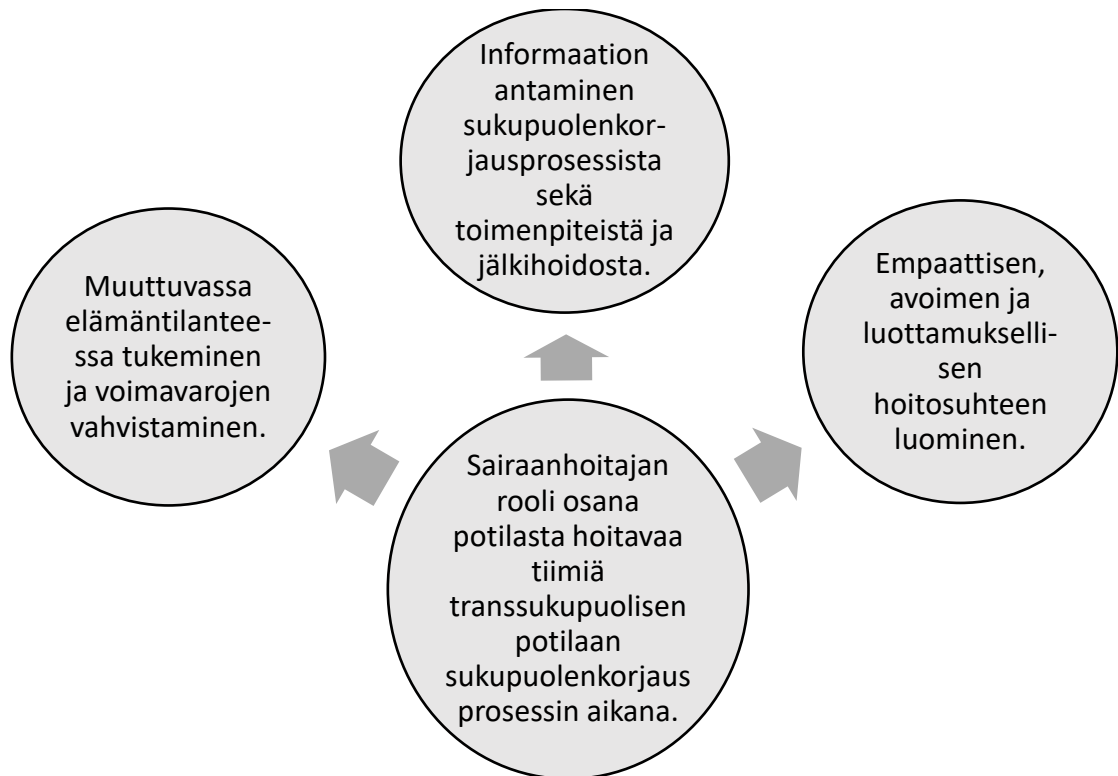 Informaation
antaminen
sukupuolenkor-
jausprosessista
sekä
toimenpiteistä ja
jälkihoidosta.
Muuttuvassa
elämäntilantee-
ssa tukeminen
ja voimavarojen
vahvistaminen.
Empaattisen,
avoimen ja
luottamukselli-
sen
hoitosuhteen
luominen.
Sairaanhoitajan
rooli osana
potilasta hoitavaa
tiimiä
transsukupuolisen
potilaan
sukupuolenkorjaus
prosessin aikana.